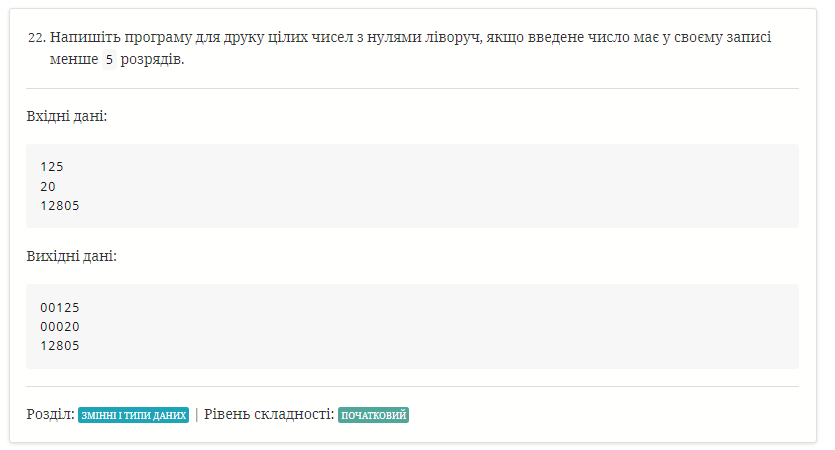 22. Напишіть програму для друку цілих чисел з нулями ліворуч, якщо введене число має у своєму записі
менше 5 розрядів.
Вхідні дані:
125
20
12805
Вихідні дані:
00125
00020
12805
Розділ: ЗМІННІ І ТИПИ ДАНИХ | Рівень складності: ПОЧАТКОВИЙ